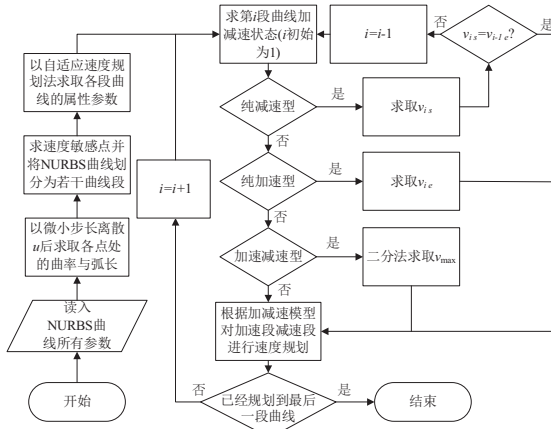 求第i段曲线加
减速状态(i初始
为1)
i=i-1
否
v_{i s}=v_{i-1 e}?
是
以自适应速度规
划法求取各段曲
线的属性参数
纯减速型
是
求取v_{i s}
否
求速度敏感点并
将NURBS曲线划
分为若干曲线段
i=i+1
纯加速型
是
求取v_{i e}
否
以微小步长离散
u后求取各点处
的曲率与弧长
加速减速型
是
二分法求取v_{max}
否
读入
NURBS曲
线所有参数
根据加减速模型
对加速段减速段
进行速度规划
开始
否
已经规划到最后
一段曲线
是
结束